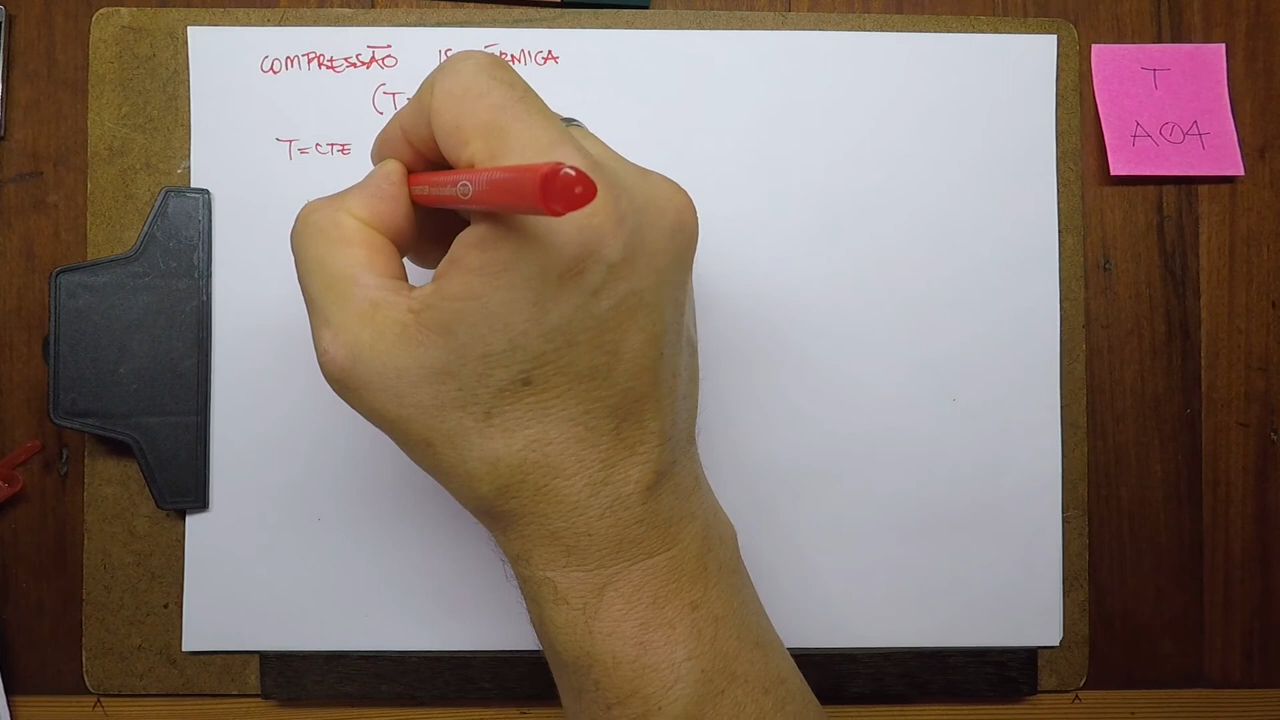 COMPRESSÃO
(T=
T=CTE
T
A04